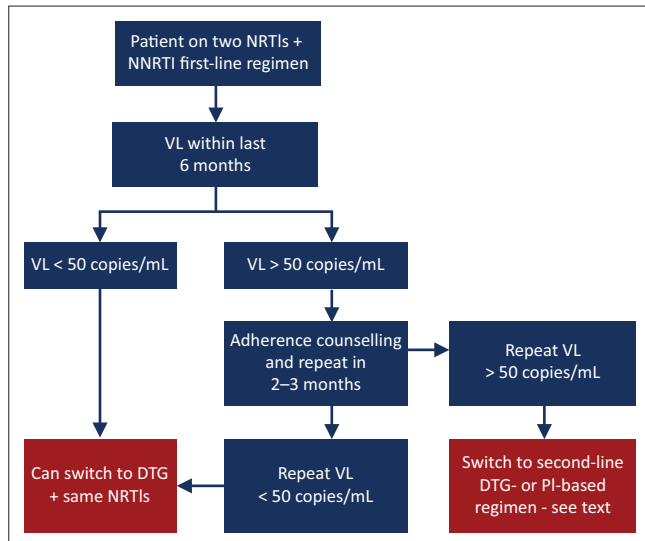 Patient on two NRTIs +
NNRTI first-line regimen
VL within last
6 months
VL < 50 copies/mL
VL > 50 copies/mL
Adherence counselling
and repeat in
2–3 months
Repeat VL
> 50 copies/mL
Can switch to DTG
+ same NRTIs
Repeat VL
< 50 copies/mL
Switch to second-line
DTG- or PI-based
regimen - see text